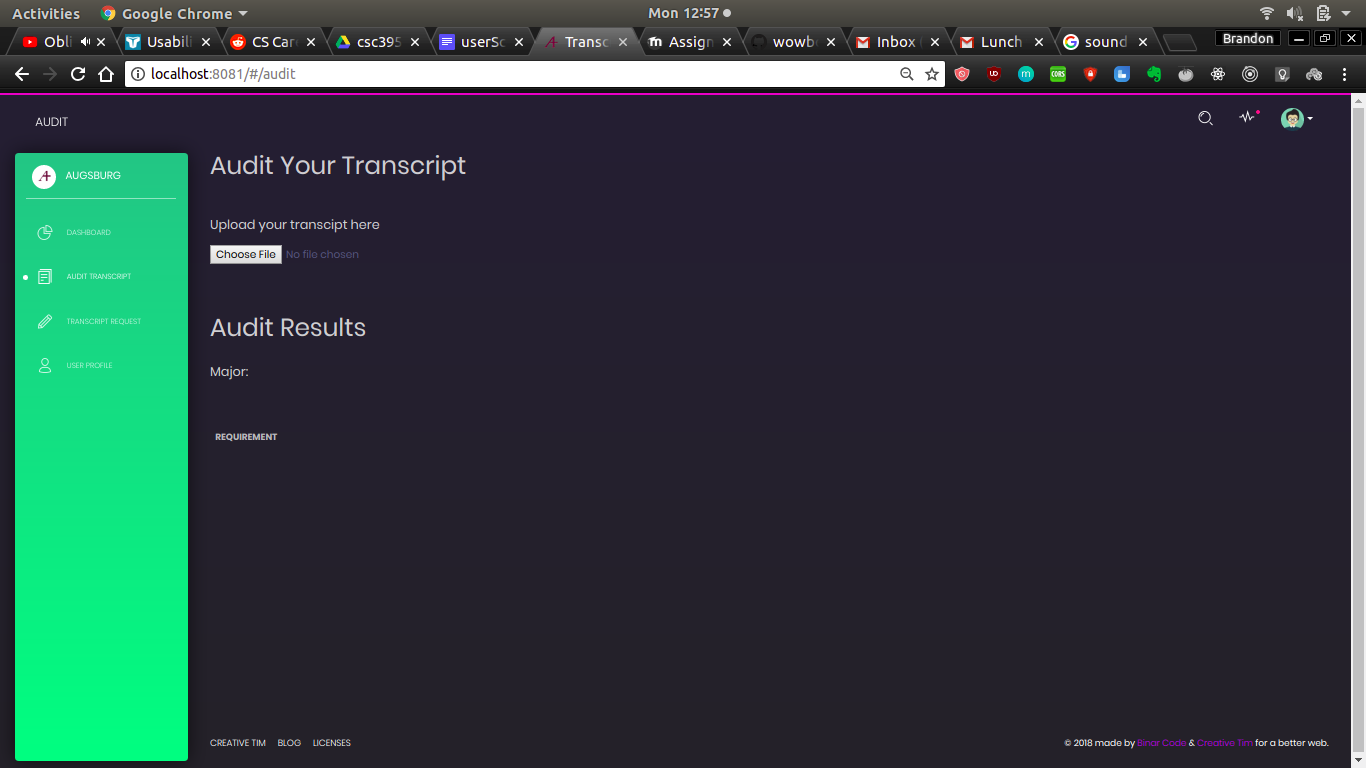 Activities Google Chrome Mon 12:57
Obli Usabili CS Car csc395 userSc Transc Assign wowb Inbox Lunch sound Brandon
localhost:8081/#/audit
AUDIT
AUGSBURG
DASHBOARD
AUDIT TRANSCRIPT
TRANSCRIPT REQUEST
USER PROFILE
Audit Your Transcript
Upload your transcipt here
Choose File No file chosen
Audit Results
Major:
REQUIREMENT
CREATIVE TIM BLOG LICENSES
© 2018 made by Binar Code & Creative Tim for a better web.